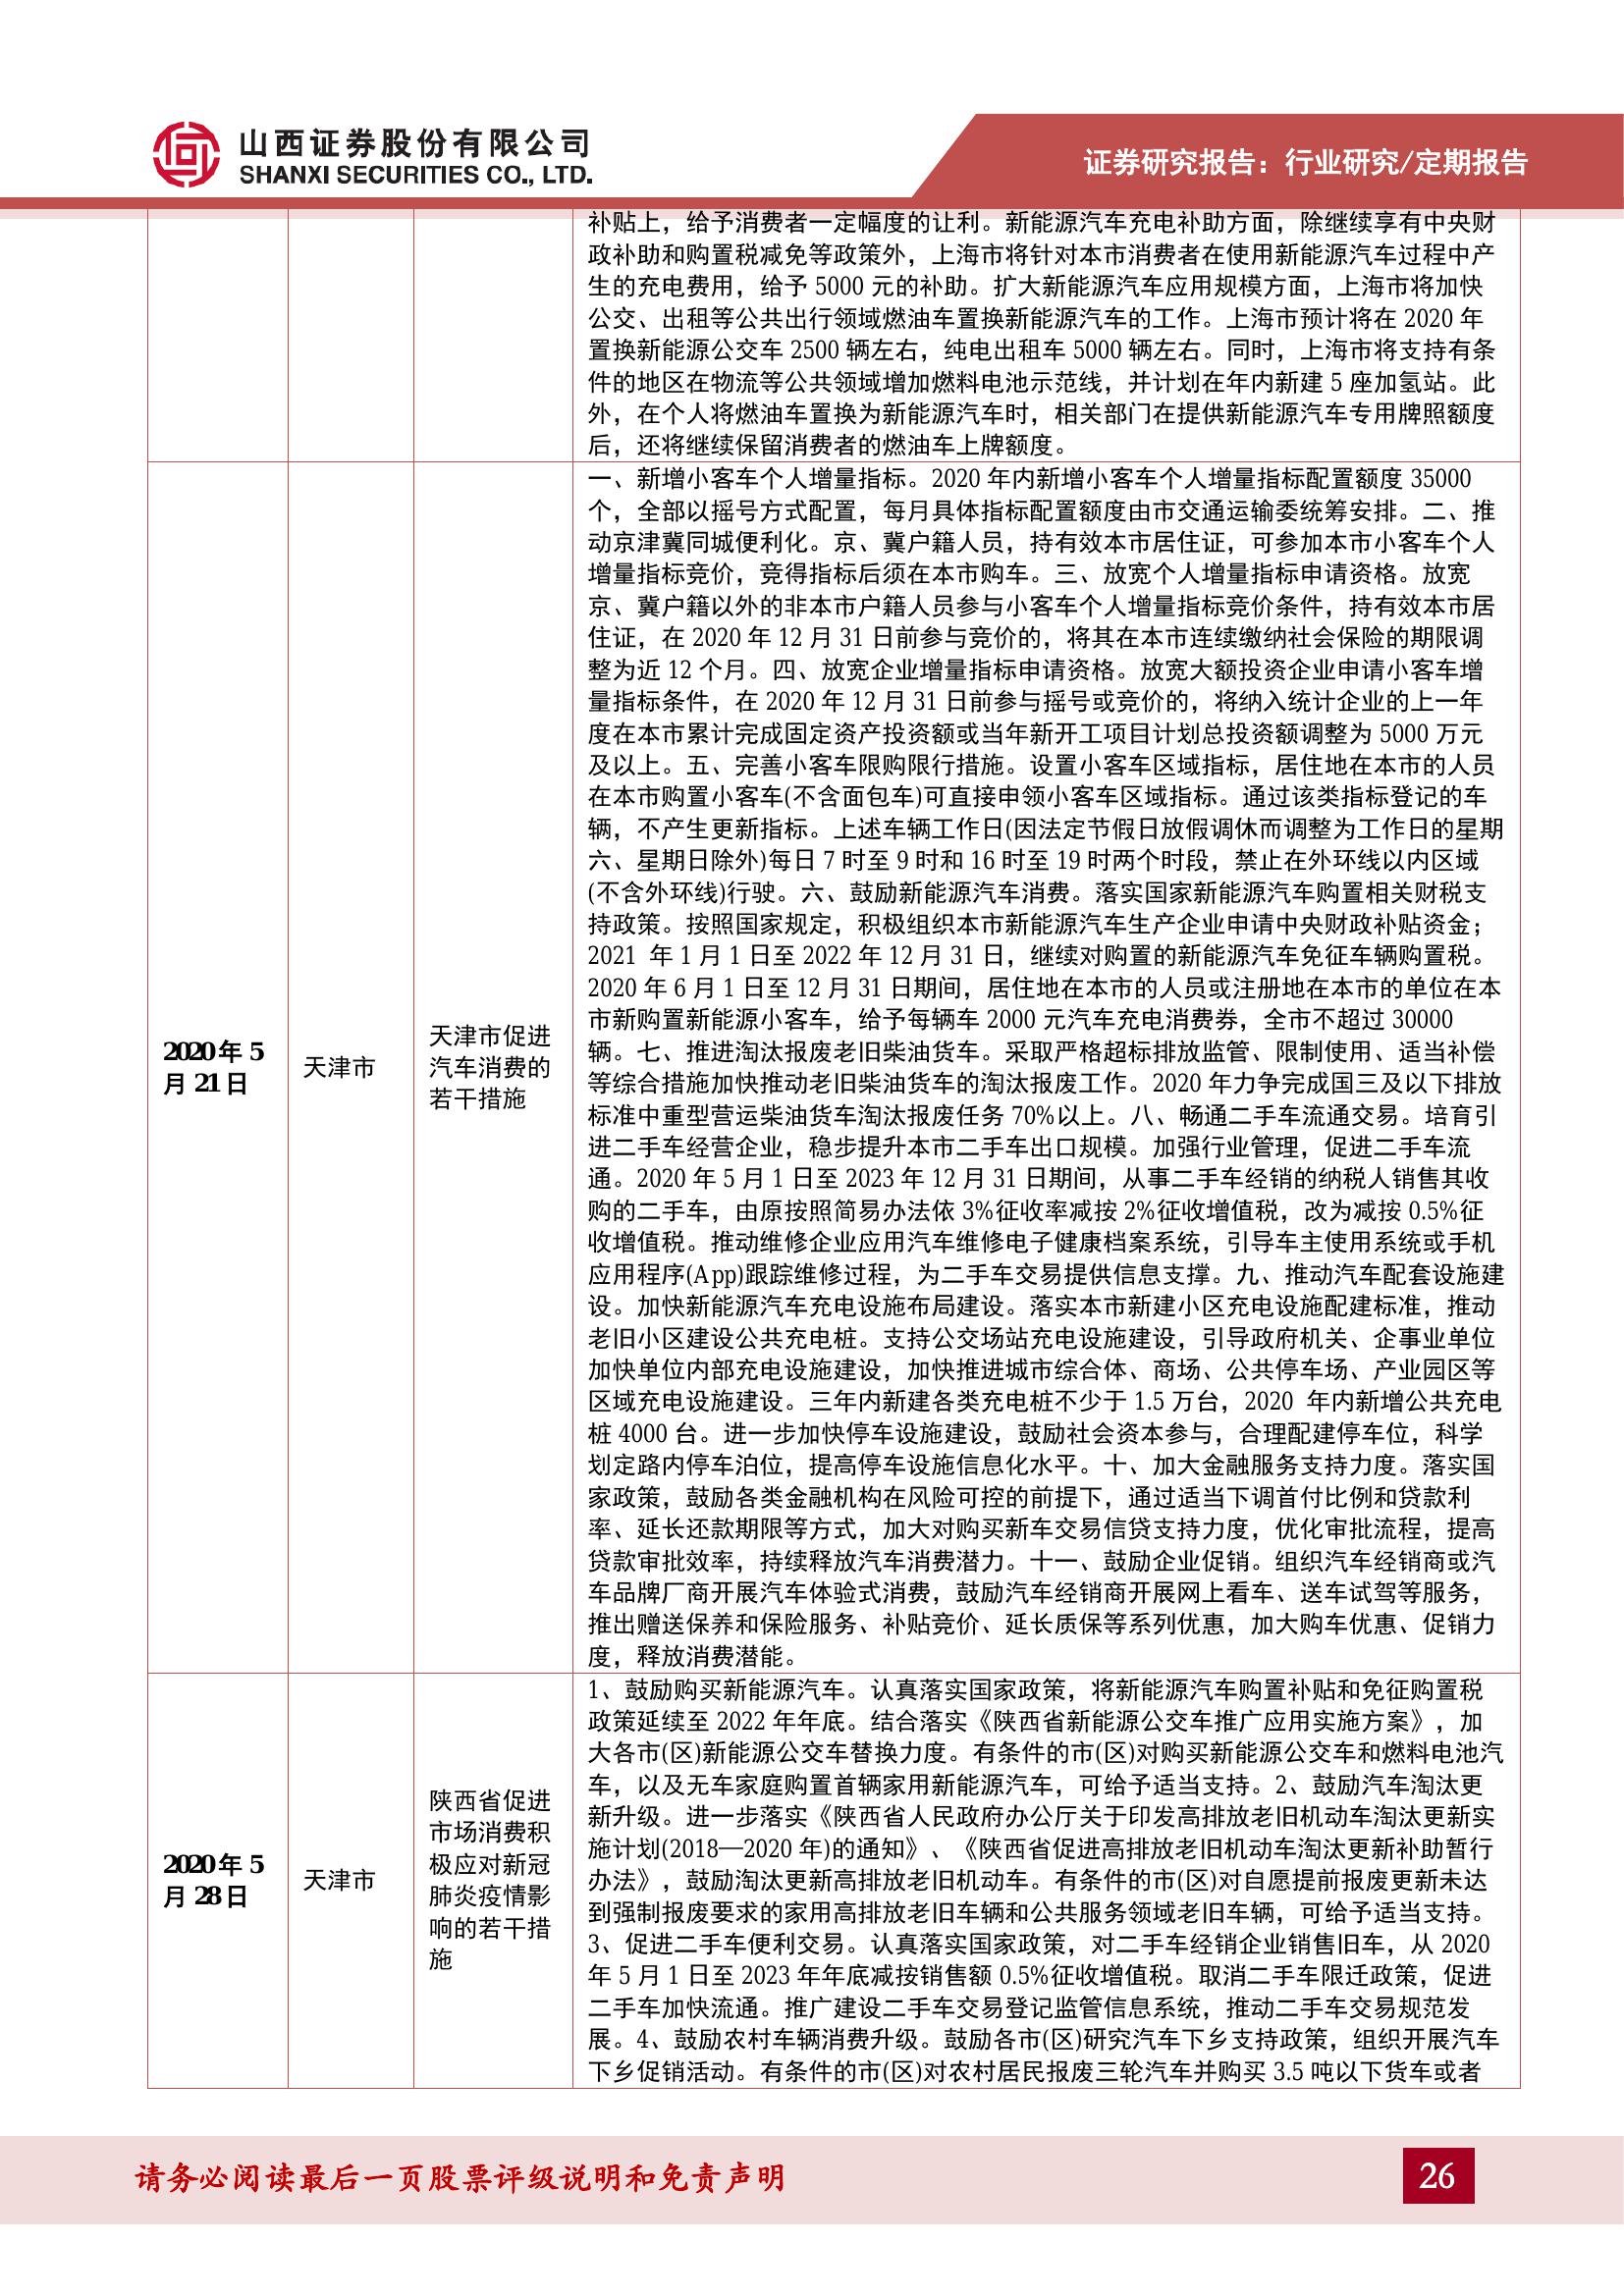 山西证券股份有限公司
SHANXI SECURITIES CO., LTD.
证券研究报告：行业研究/定期报告
补贴上，给予消费者一定幅度的让利。新能源汽车充电补助方面，除继续享有中央财
政补助和购置税减免等政策外，上海市将针对本市消费者在使用新能源汽车过程中产
生的充电费用，给予 5000 元的补助。扩大新能源汽车应用规模方面，上海市将加快
公交、出租等公共出行领域燃油车置换新能源汽车的工作。上海市预计将在 2020 年
置换新能源公交车 2500 辆左右，纯电出租车 5000 辆左右。同时，上海市将支持有条
件的地区在物流等公共领域增加燃料电池示范线，并计划在年内新建 5 座加氢站。此
外，在个人将燃油车置换为新能源汽车时，相关部门在提供新能源汽车专用牌照额度
后，还将继续保留消费者的燃油车上牌额度。
2020 年 5
月 21 日
天津市
天津市促进
汽车消费的
若干措施
一、新增小客车个人增量指标。2020 年内新增小客车个人增量指标配置额度 35000
个，全部以摇号方式配置，每月具体指标配置额度由市交通运输委统筹安排。二、推
动京津冀同城便利化。京、冀户籍人员，持有效本市居住证，可参加本市小客车个人
增量指标竞价，竞得指标后须在本市购车。三、放宽个人增量指标申请资格。放宽
京、冀户籍以外的非本市户籍人员参与小客车个人增量指标竞价条件，持有效本市居
住证，在 2020 年 12 月 31 日前参与竞价的，将其在本市连续缴纳社会保险的期限调
整为近 12 个月。四、放宽企业增量指标申请资格。放宽大额投资企业申请小客车增
量指标条件，在 2020 年 12 月 31 日前参与摇号或竞价的，将纳入统计企业的上一年
度在本市累计完成固定资产投资额或当年新开工项目计划总投资额调整为 5000 万元
及以上。五、完善小客车限购限行措施。设置小客车区域指标，居住地在本市的人员
在本市购置小客车(不含面包车)可直接申领小客车区域指标。通过该类指标登记的车
辆，不产生更新指标。上述车辆工作日(因法定节假日放假调休而调整为工作日的星期
六、星期日除外)每日 7 时至 9 时和 16 时至 19 时两个时段，禁止在外环线以内区域
(不含外环线)行驶。六、鼓励新能源汽车消费。落实国家新能源汽车购置相关财税支
持政策。按照国家规定，积极组织本市新能源汽车生产企业申请中央财政补贴资金；
2021 年 1 月 1 日至 2022 年 12 月 31 日，继续对购置的新能源汽车免征车辆购置税。
2020 年 6 月 1 日至 12 月 31 日期间，居住地在本市的人员或注册地在本市的单位在本
市新购置新能源小客车，给予每辆车 2000 元汽车充电消费券，全市不超过 30000
辆。七、推进淘汰报废老旧柴油货车。采取严格超标排放监管、限制使用、适当补偿
等综合措施加快推动老旧柴油货车的淘汰报废工作。2020 年力争完成国三及以下排放
标准中重型营运柴油货车淘汰报废任务 70%以上。八、畅通二手车流通交易。培育引
进二手车经营企业，稳步提升本市二手车出口规模。加强行业管理，促进二手车流
通。2020 年 5 月 1 日至 2023 年 12 月 31 日期间，从事二手车经销的纳税人销售其收
购的二手车，由原按照简易办法依 3%征收率减按 2%征收增值税，改为减按 0.5%征
收增值税。推动维修企业应用汽车维修电子健康档案系统，引导车主使用系统或手机
应用程序(App)跟踪维修过程，为二手车交易提供信息支撑。九、推动汽车配套设施建
设。加快新能源汽车充电设施布局建设。落实本市新建小区充电设施配建标准，推动
老旧小区建设公共充电桩。支持公交场站充电设施建设，引导政府机关、企事业单位
加快单位内部充电设施建设，加快推进城市综合体、商场、公共停车场、产业园区等
区域充电设施建设。三年内新建各类充电桩不少于 1.5 万台，2020 年内新增公共充电
桩 4000 台。进一步加快停车设施建设，鼓励社会资本参与，合理配建停车位，科学
划定路内停车泊位，提高停车设施信息化水平。十、加大金融服务支持力度。落实国
家政策，鼓励各类金融机构在风险可控的前提下，通过适当下调首付比例和贷款利
率、延长还款期限等方式，加大对购买新车交易信贷支持力度，优化审批流程，提高
贷款审批效率，持续释放汽车消费潜力。十一、鼓励企业促销。组织汽车经销商或汽
车品牌厂商开展汽车体验式消费，鼓励汽车经销商开展网上看车、送车试驾等服务，
推出赠送保养和保险服务、补贴竞价、延长质保等系列优惠，加大购车优惠、促销力
度，释放消费潜能。
2020 年 5
月 28 日
天津市
陕西省促进
市场消费积
极应对新冠
肺炎疫情影
响的若干措
施
1、鼓励购买新能源汽车。认真落实国家政策，将新能源汽车购置补贴和免征购置税
政策延续至 2022 年年底。结合落实《陕西省新能源公交车推广应用实施方案》，加
大各市(区)新能源公交车替换力度。有条件的市(区)对购买新能源公交车和燃料电池汽
车，以及无车家庭购置首辆家用新能源汽车，可给予适当支持。2、鼓励汽车淘汰更
新升级。进一步落实《陕西省人民政府办公厅关于印发高排放老旧机动车淘汰更新实
施计划(2018—2020 年)的通知》、《陕西省促进高排放老旧机动车淘汰更新补助暂行
办法》，鼓励淘汰更新高排放老旧机动车。有条件的市(区)对自愿提前报废更新未达
到强制报废要求的家用高排放老旧车辆和公共服务领域老旧车辆，可给予适当支持。
3、促进二手车便利交易。认真落实国家政策，对二手车经销企业销售旧车，从 2020
年 5 月 1 日至 2023 年年底减按销售额 0.5%征收增值税。取消二手车限迁政策，促进
二手车加快流通。推广建设二手车交易登记监管信息系统，推动二手车交易规范发
展。4、鼓励农村车辆消费升级。鼓励各市(区)研究汽车下乡支持政策，组织开展汽车
下乡促销活动。有条件的市(区)对农村居民报废三轮汽车并购买 3.5 吨以下货车或者
请务必阅读最后一页股票评级说明和免责声明
26